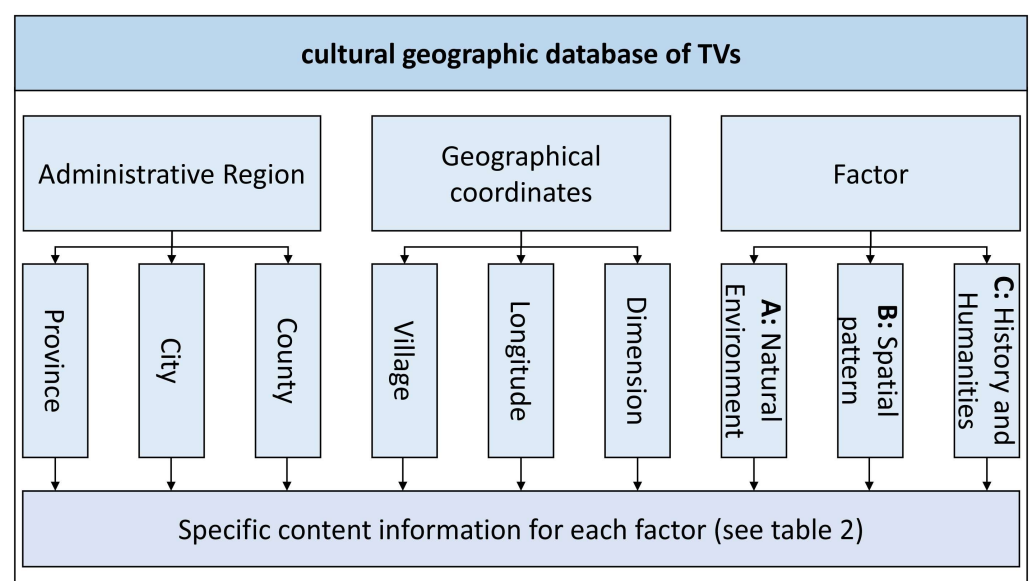 cultural geographic database of TVs
Administrative Region
Geographical
coordinates
Factor
Province
City
County
Village
Longitude
Dimension
A: Natural
Environment
B: Spatial
pattern
C: History and
Humanities
Specific content information for each factor (see table 2)